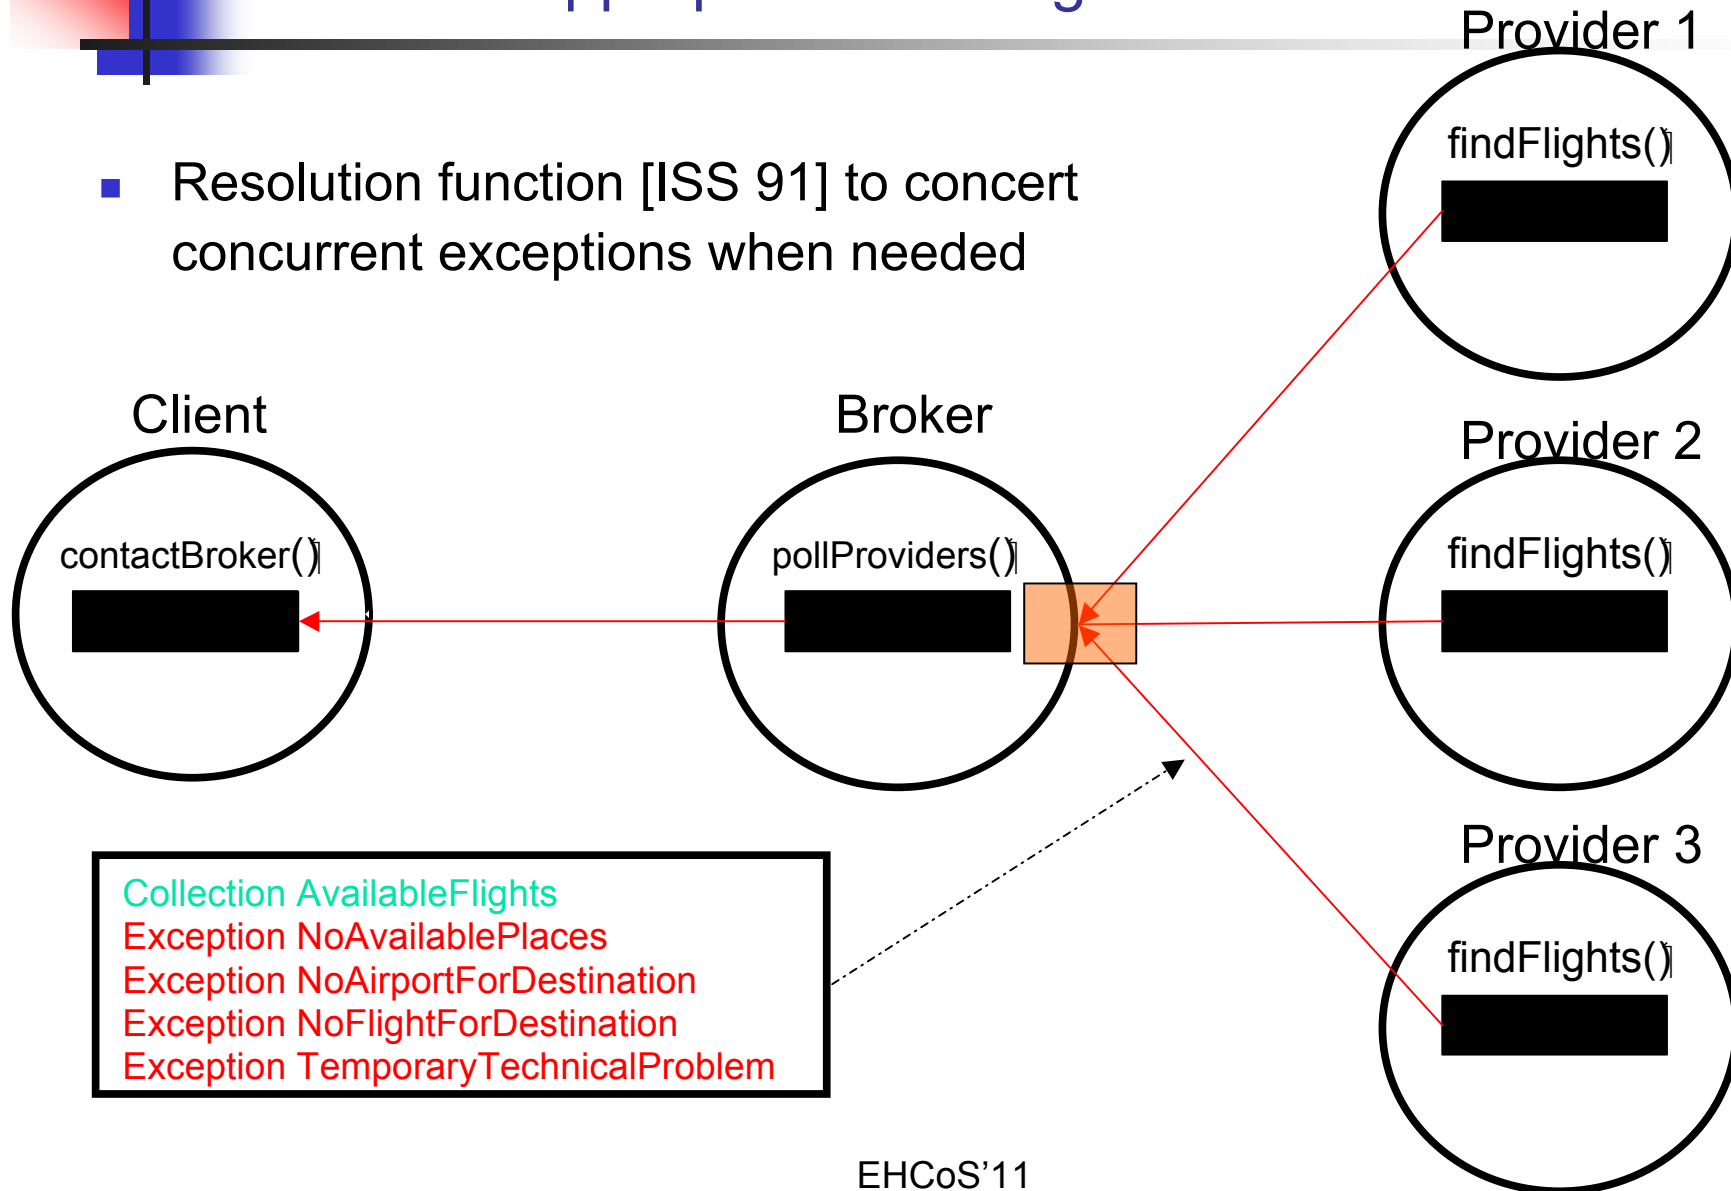 Provider 1
findFlights()
Resolution function [ISS 91] to concert
concurrent exceptions when needed
Client
Broker
Provider 2
contactBroker()
pollProviders()
findFlights()
Provider 3
Collection AvailableFlights
Exception NoAvailablePlaces
Exception NoAirportForDestination
Exception NoFlightForDestination
Exception TemporaryTechnicalProblem
findFlights()
EHCoS’11